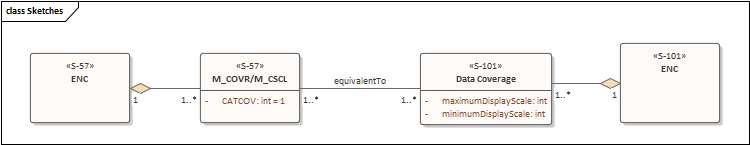 class Sketches
«S-57»
ENC
1
1..*
«S-57»
M_COVR/M_CSCL
- CATCOV: int = 1
1..*
equivalentTo
1..*
«S-101»
Data Coverage
- maximumDisplayScale: int
- minimumDisplayScale: int
1..*
1
«S-101»
ENC